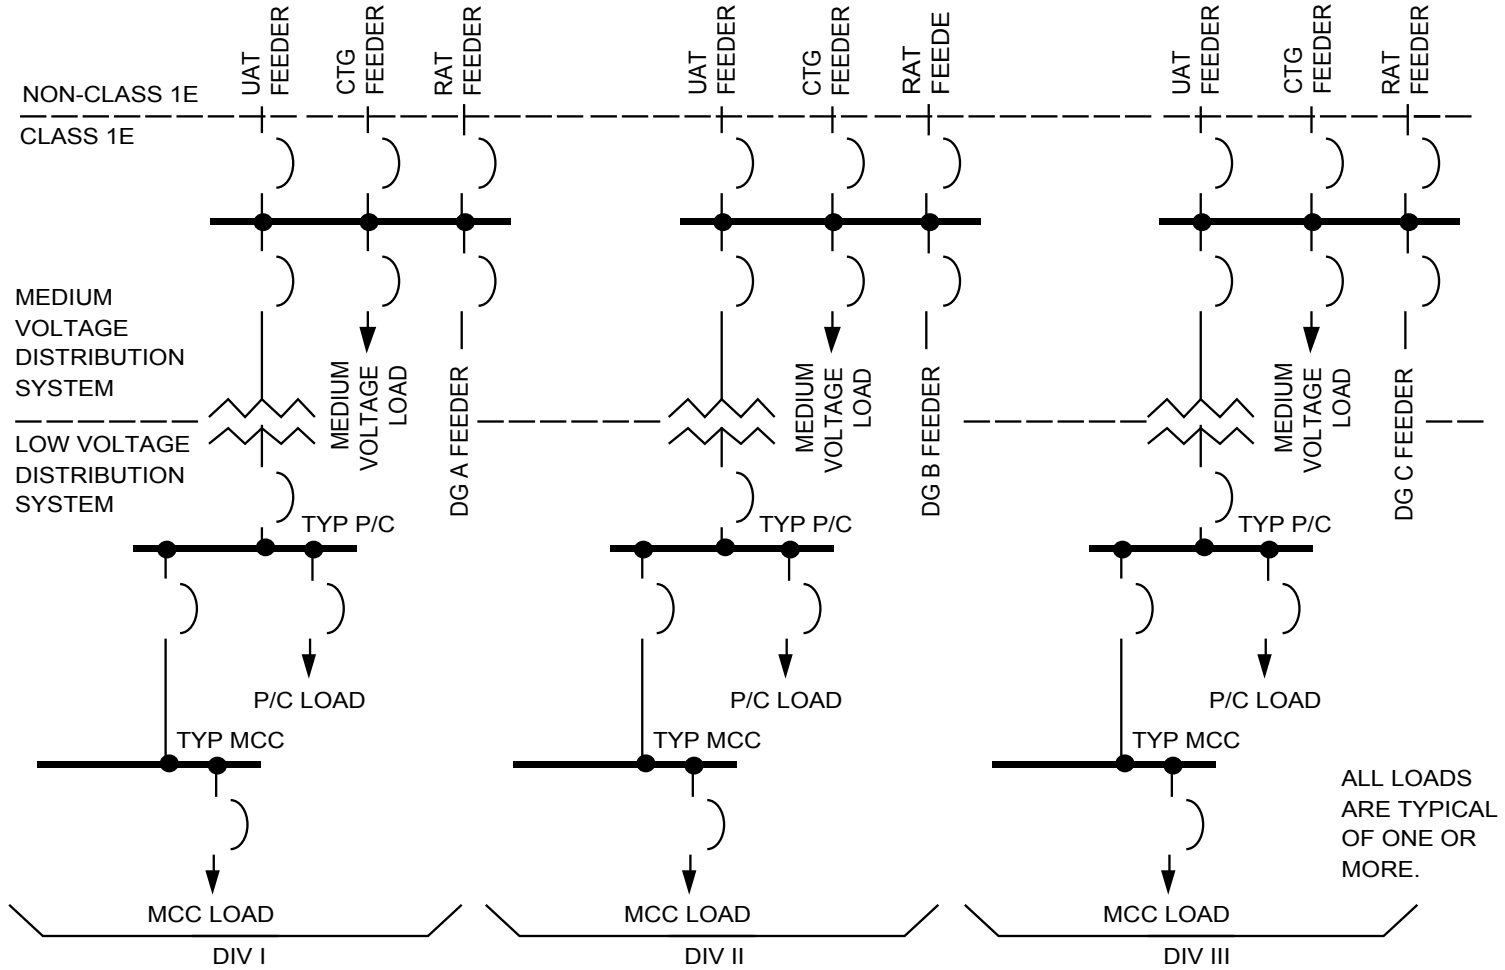 UAT
FEEDER
CTG
FEEDER
RAT
FEEDER
UAT
FEEDER
CTG
FEEDER
RAT
FEEDE
UAT
FEEDER
CTG
FEEDER
RAT
FEEDER
NON-CLASS 1E
CLASS 1E
MEDIUM
VOLTAGE
DISTRIBUTION
SYSTEM
LOW VOLTAGE
DISTRIBUTION
SYSTEM
MEDIUM
VOLTAGE
LOAD
DG A FEEDER
MEDIUM
VOLTAGE
LOAD
DG B FEEDER
MEDIUM
VOLTAGE
LOAD
DG C FEEDER
TYP P/C
TYP P/C
TYP P/C
P/C LOAD
P/C LOAD
P/C LOAD
TYP MCC
TYP MCC
TYP MCC
ALL LOADS
ARE TYPICAL
OF ONE OR
MORE.
MCC LOAD
MCC LOAD
MCC LOAD
DIV I
DIV II
DIV III